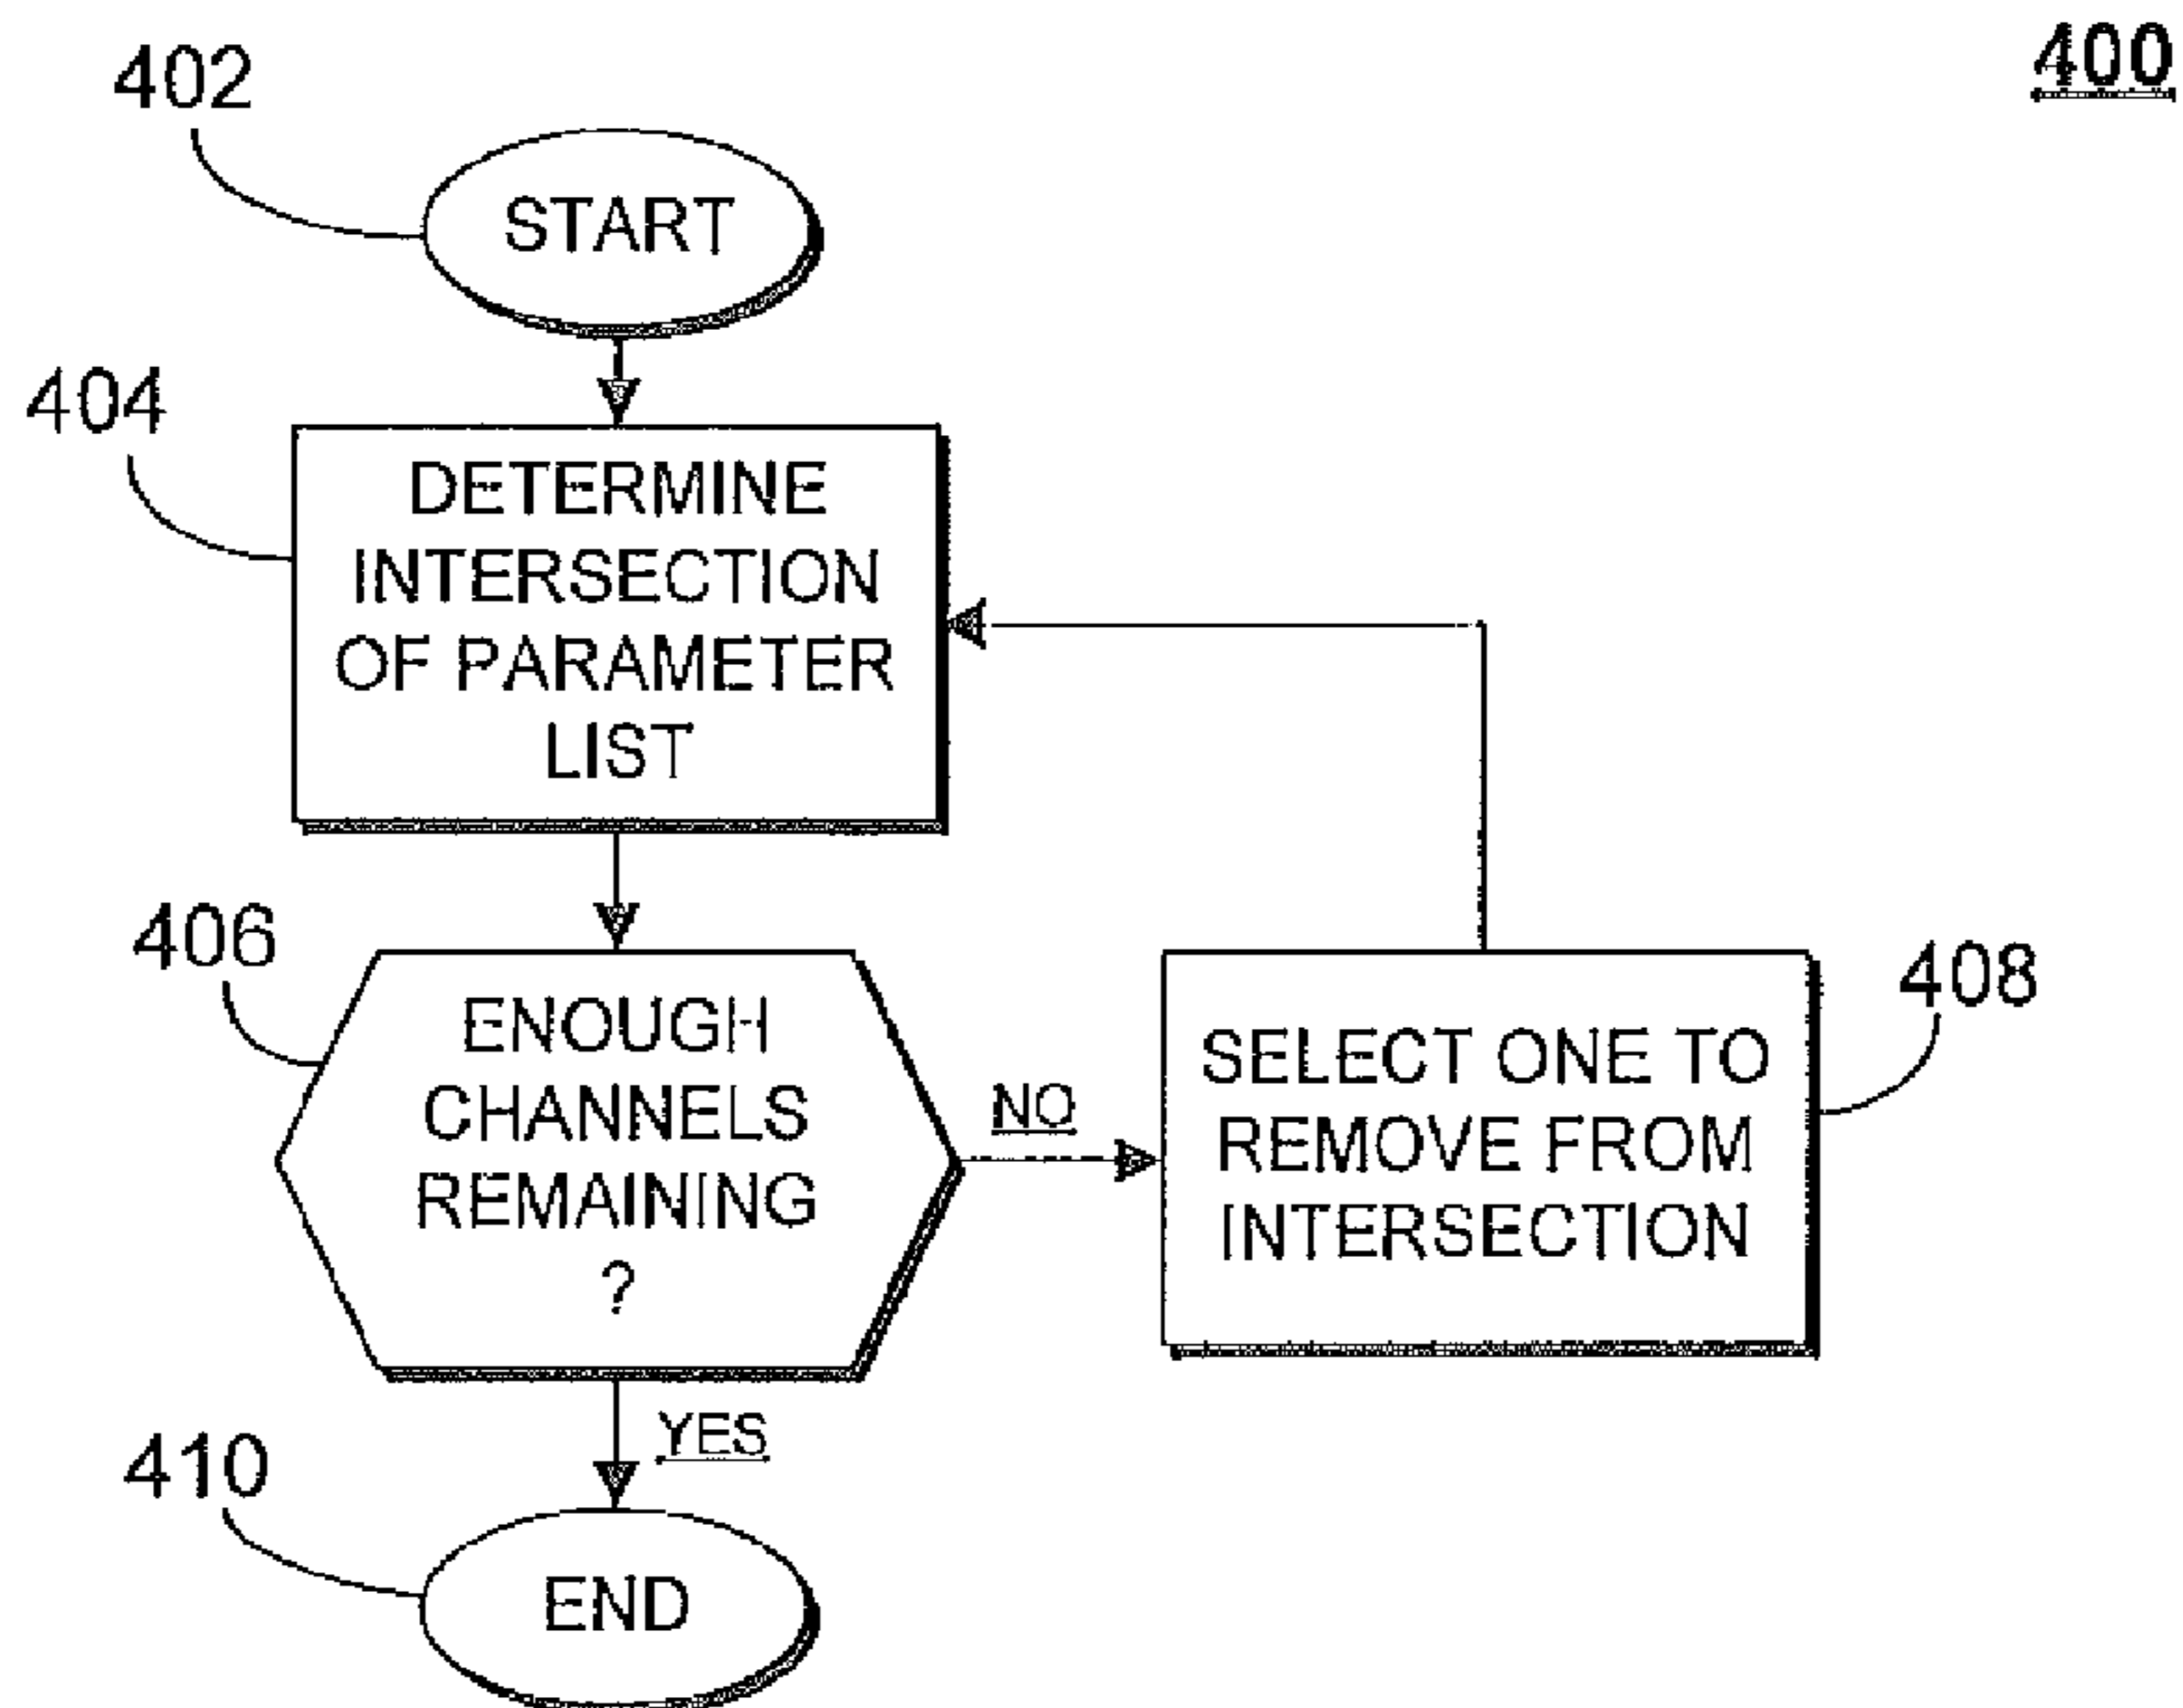 400
402
START
404
DETERMINE
INTERSECTION
OF PARAMETER
LIST
406
ENOUGH
CHANNELS
REMAINING
?
NO
408
SELECT ONE TO
REMOVE FROM
INTERSECTION
YES
410
END